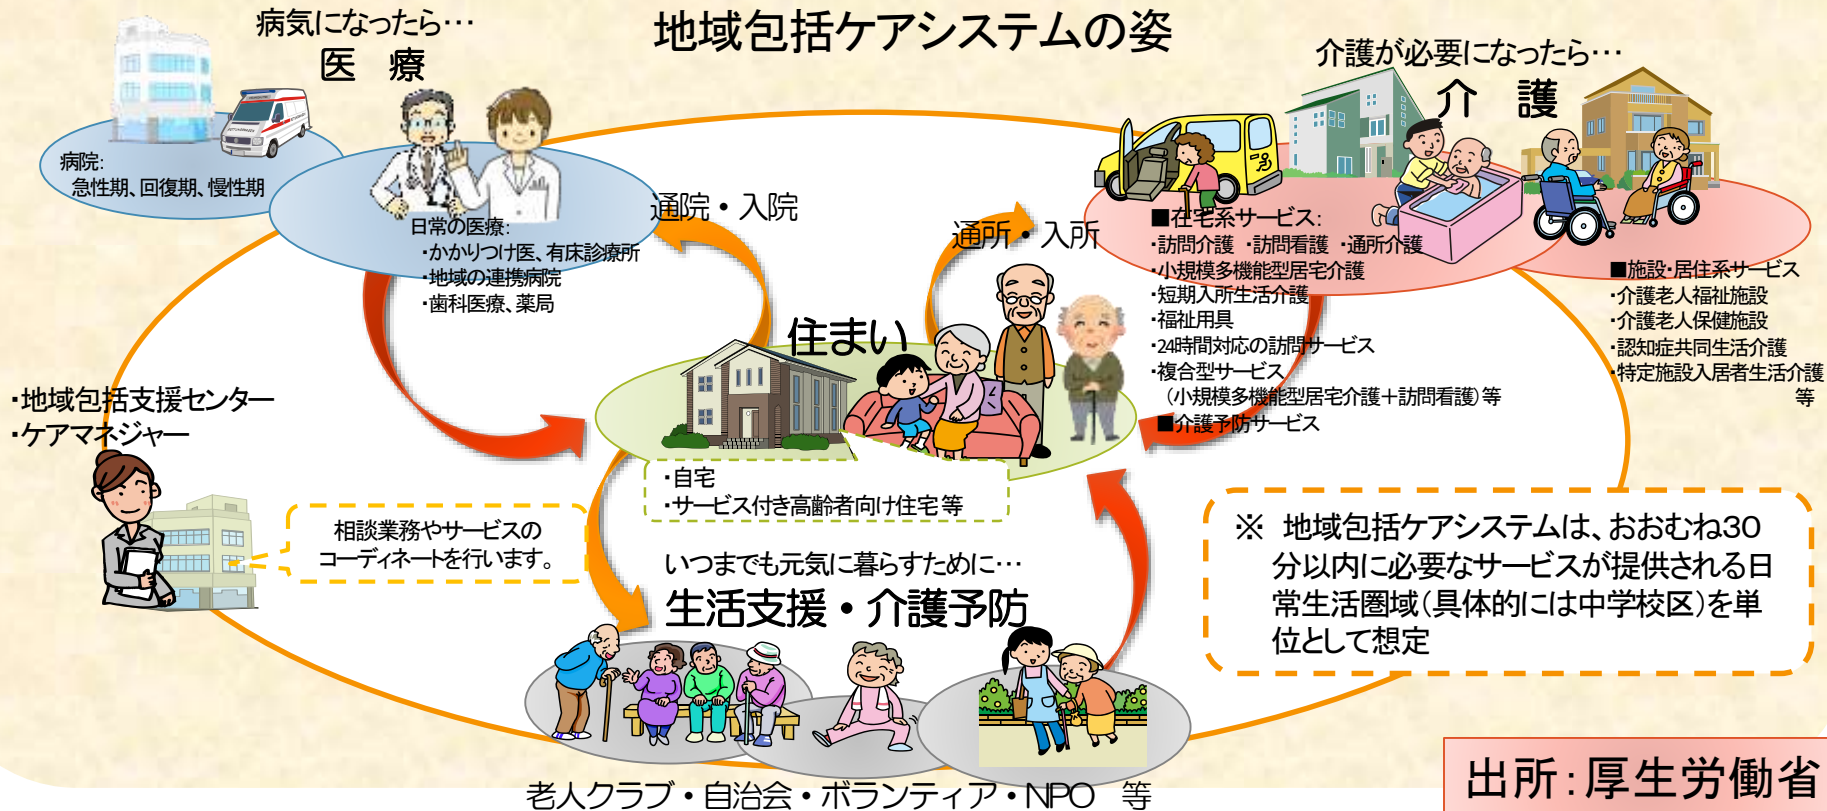 地域包括ケアシステムの姿
病気になったら…
医 療
病院:
急性期、回復期、慢性期
日常の医療:
・かかりつけ医、有床診療所
・地域の連携病院
・歯科医療、薬局
通院・入院
通所・入所
介護が必要になったら…
介 護
■在宅系サービス:
・訪問介護 ・訪問看護 ・通所介護
・小規模多機能型居宅介護
・短期入所生活介護
・福祉用具
・24時間対応の訪問サービス
・複合型サービス
（小規模多機能型居宅介護＋訪問看護）等
■介護予防サービス
■施設・居住系サービス
・介護老人福祉施設
・介護老人保健施設
・認知症共同生活介護
・特定施設入居者生活介護
等
住まい
・自宅
・サービス付き高齢者向け住宅等
・地域包括支援センター
・ケアマネジャー
相談業務やサービスの
コーディネートを行います。
いつまでも元気に暮らすために…
生活支援・介護予防
老人クラブ・自治会・ボランティア・NPO 等
※ 地域包括ケアシステムは、おおむね30
分以内に必要なサービスが提供される日
常生活圏域（具体的には中学校区）を単
位として想定
出所：厚生労働省